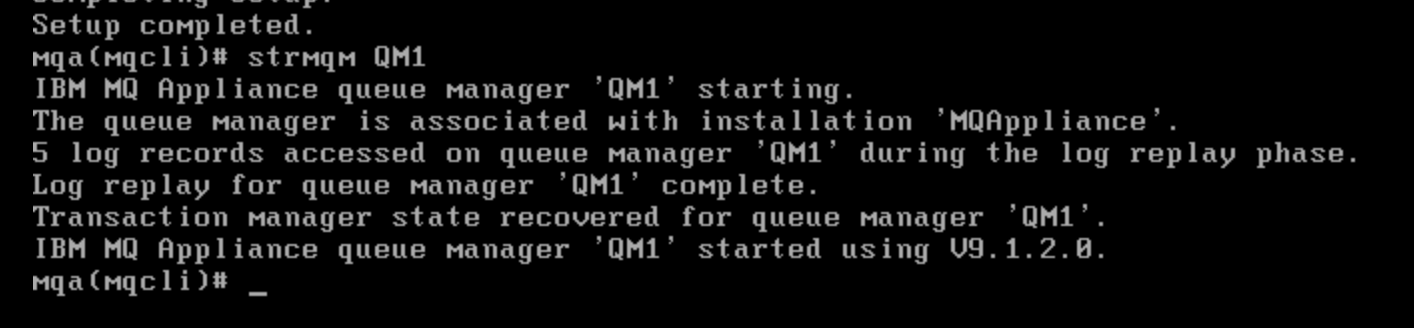 Completing setup.
Setup completed.
mqa(mqcli)# strmqm QM1
IBM MQ Appliance queue manager 'QM1' starting.
The queue manager is associated with installation 'MQAppliance'.
5 log records accessed on queue manager 'QM1' during the log replay phase.
Log replay for queue manager 'QM1' complete.
Transaction manager state recovered for queue manager 'QM1'.
IBM MQ Appliance queue manager 'QM1' started using V9.1.2.0.
mqa(mqcli)# _